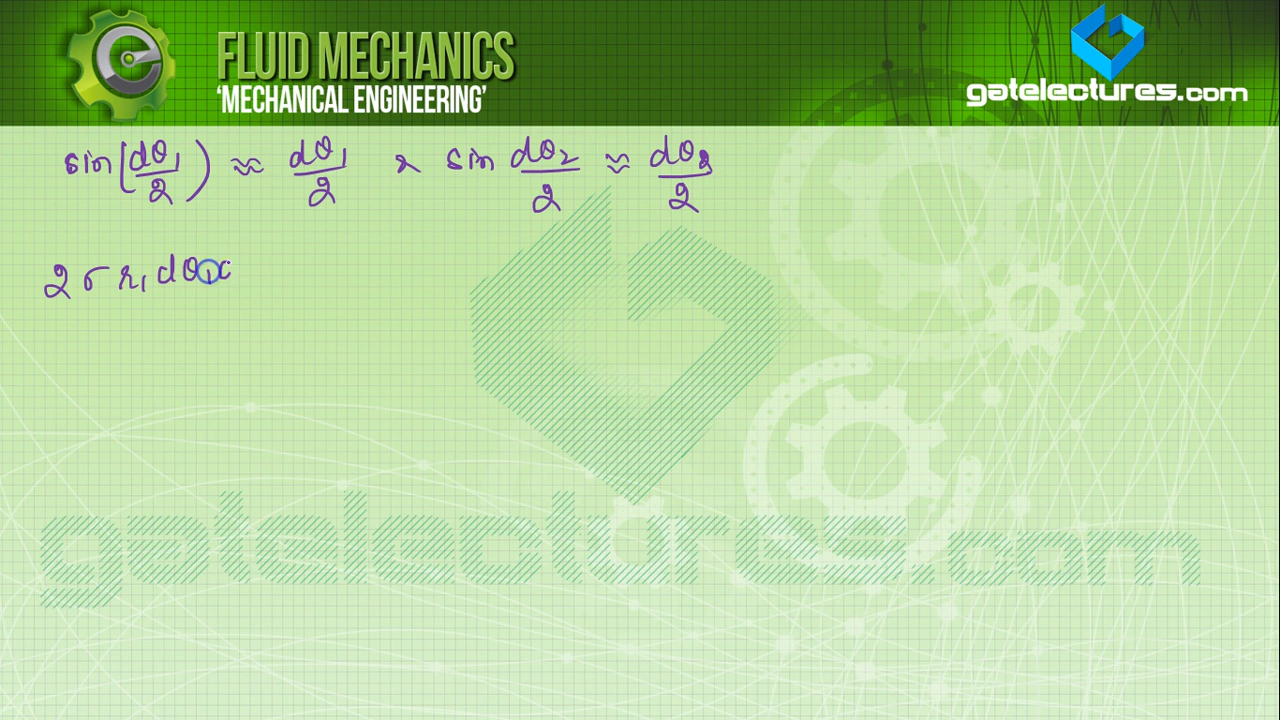 FLUID MECHANICS
'MECHANICAL ENGINEERING'
gatelectures.com
sin(dθ₁/2) ≈ dθ₁/2 & sin dθ₂/2 ≈ dθ₂/2
2 σ r₁ dθ₁
gatelectures.com